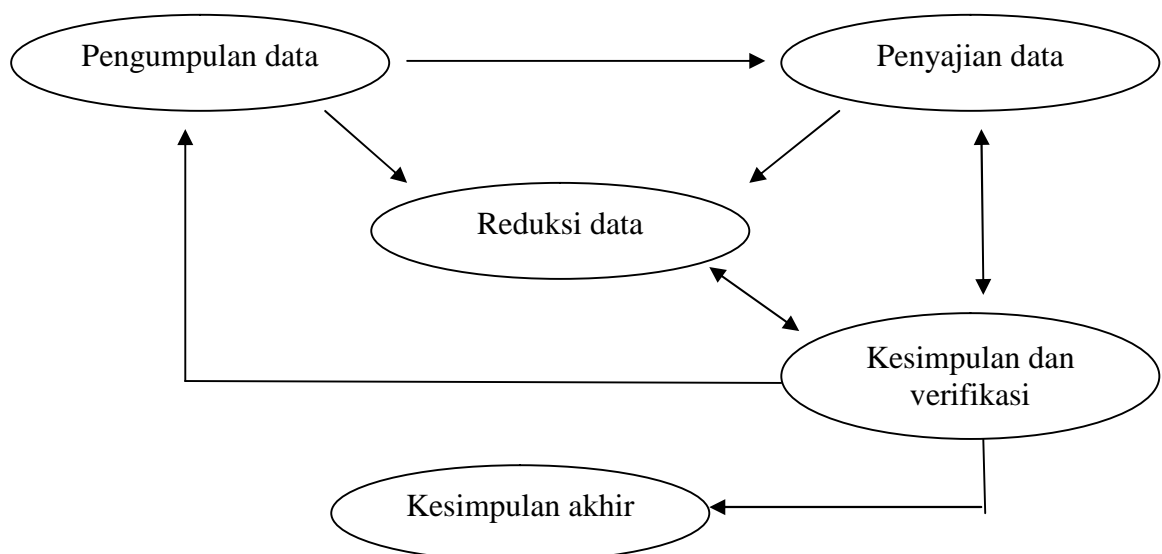 Pengumpulan data
Penyajian data
Reduksi data
Kesimpulan dan
verifikasi
Kesimpulan akhir